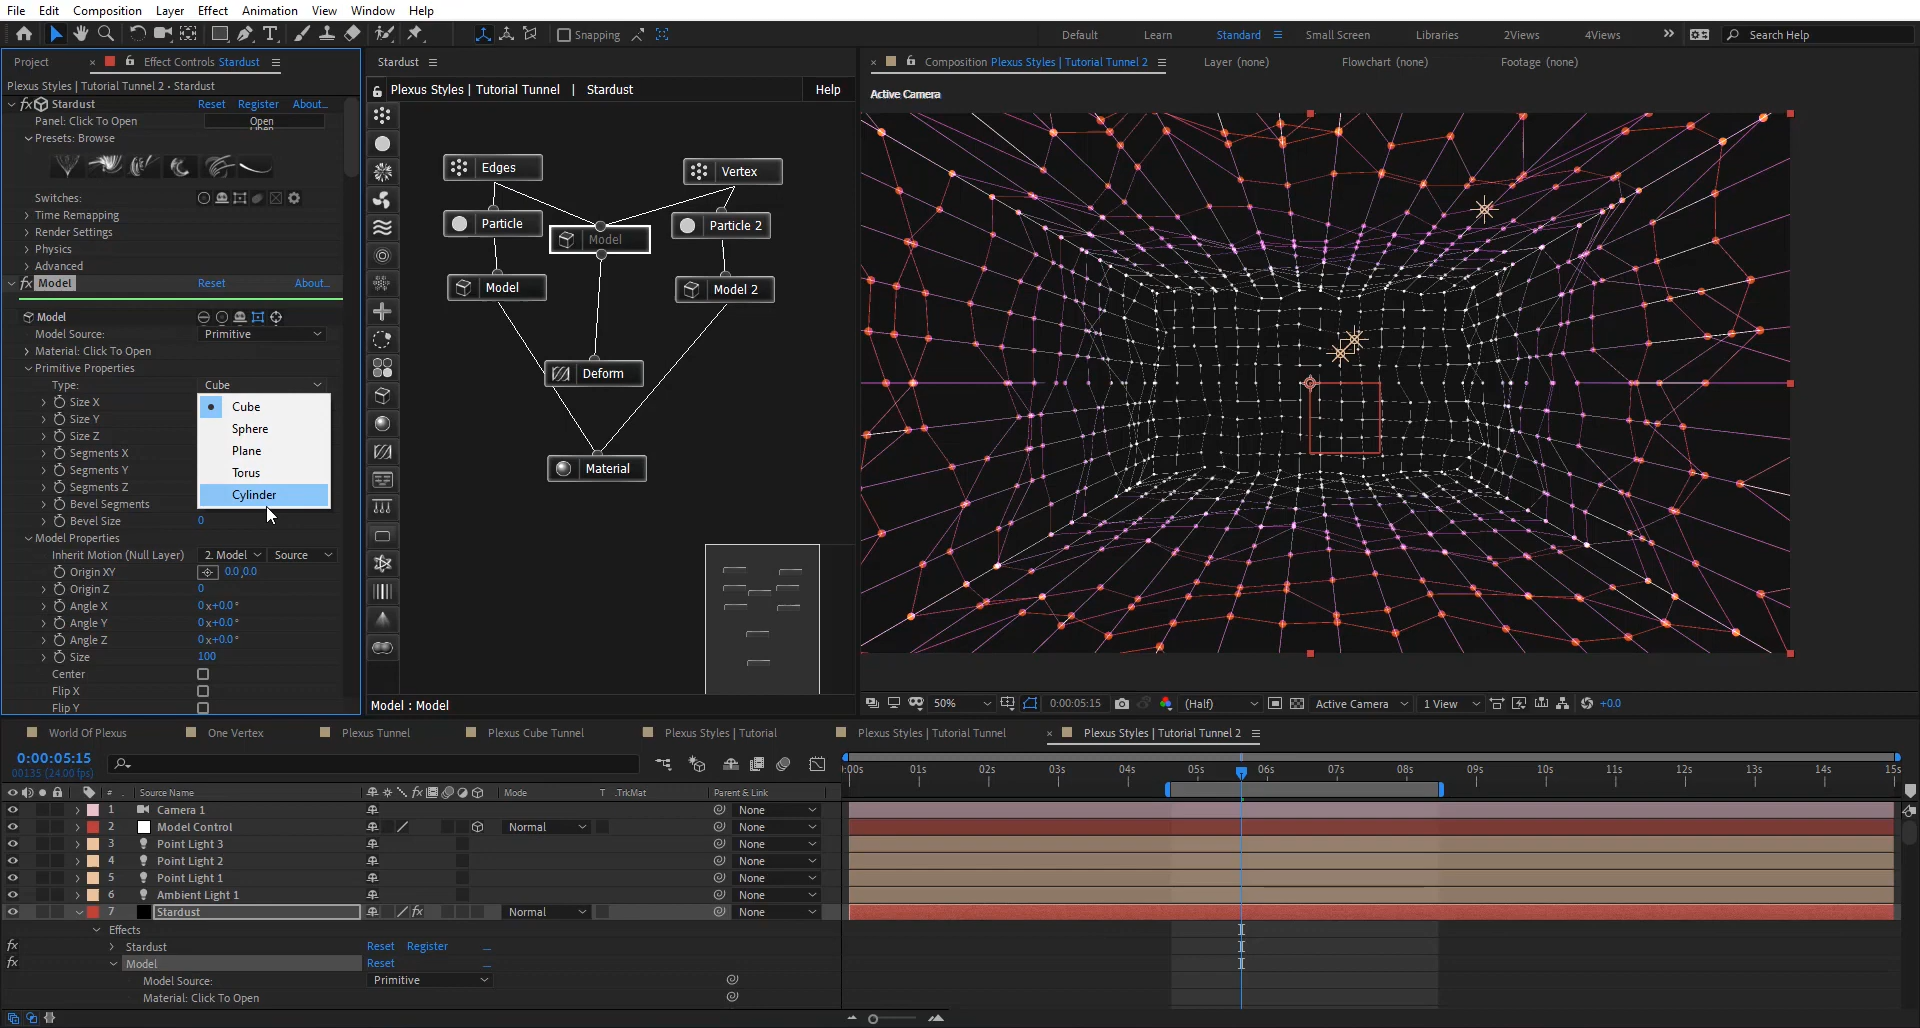 File Edit Composition Layer Effect Animation View Window Help
Snapping
Default Learn Standard Small Screen Libraries 2Views 4Views Search Help
Project Effect Controls Stardust
Plexus Styles | Tutorial Tunnel 2 • Stardust
Stardust Reset Register About...
Panel: Click To Open Open
Presets: Browse
Switches:
Time Remapping
Render Settings
Physics
Advanced
fx Model Reset About...
Model
Model Source: Primitive
Material: Click To Open
Primitive Properties
Type: Cube
Size X
Size Y
Size Z
Segments X
Segments Y
Segments Z
Bevel Segments
Bevel Size 0
Cube
Sphere
Plane
Torus
Cylinder
Model Properties
Inherit Motion (Null Layer) 2. Model Source
Origin XY 0.0,0.0
Origin Z 0
Angle X 0x+0.0°
Angle Y 0x+0.0°
Angle Z 0x+0.0°
Size 100
Center
Flip X
Flip Y
Stardust
Plexus Styles | Tutorial Tunnel | Stardust Help
Edges
Vertex
Particle
Model
Particle 2
Model
Model 2
Deform
Material
Model : Model
Composition Plexus Styles | Tutorial Tunnel 2 Layer (none) Flowchart (none) Footage (none)
Active Camera
50% 0:00:05:15 (Half) Active Camera 1 View +0.0
World Of Plexus One Vertex Plexus Tunnel Plexus Cube Tunnel Plexus Styles | Tutorial Plexus Styles | Tutorial Tunnel Plexus Styles | Tutorial Tunnel 2
0:00:05:15
00135 (24.00 fps)
:00s 01s 02s 03s 04s 05s 06s 07s 08s 09s 10s 11s 12s 13s 14s 15s
# Source Name fx Mode T .TrkMat Parent & Link
1 Camera 1 None
2 Model Control Normal None
3 Point Light 3 None
4 Point Light 2 None
5 Point Light 1 None
6 Ambient Light 1 None
7 Stardust fx Normal None
Effects
fx Stardust Reset Register ...
fx Model Reset ...
Model Source: Primitive
Material: Click To Open